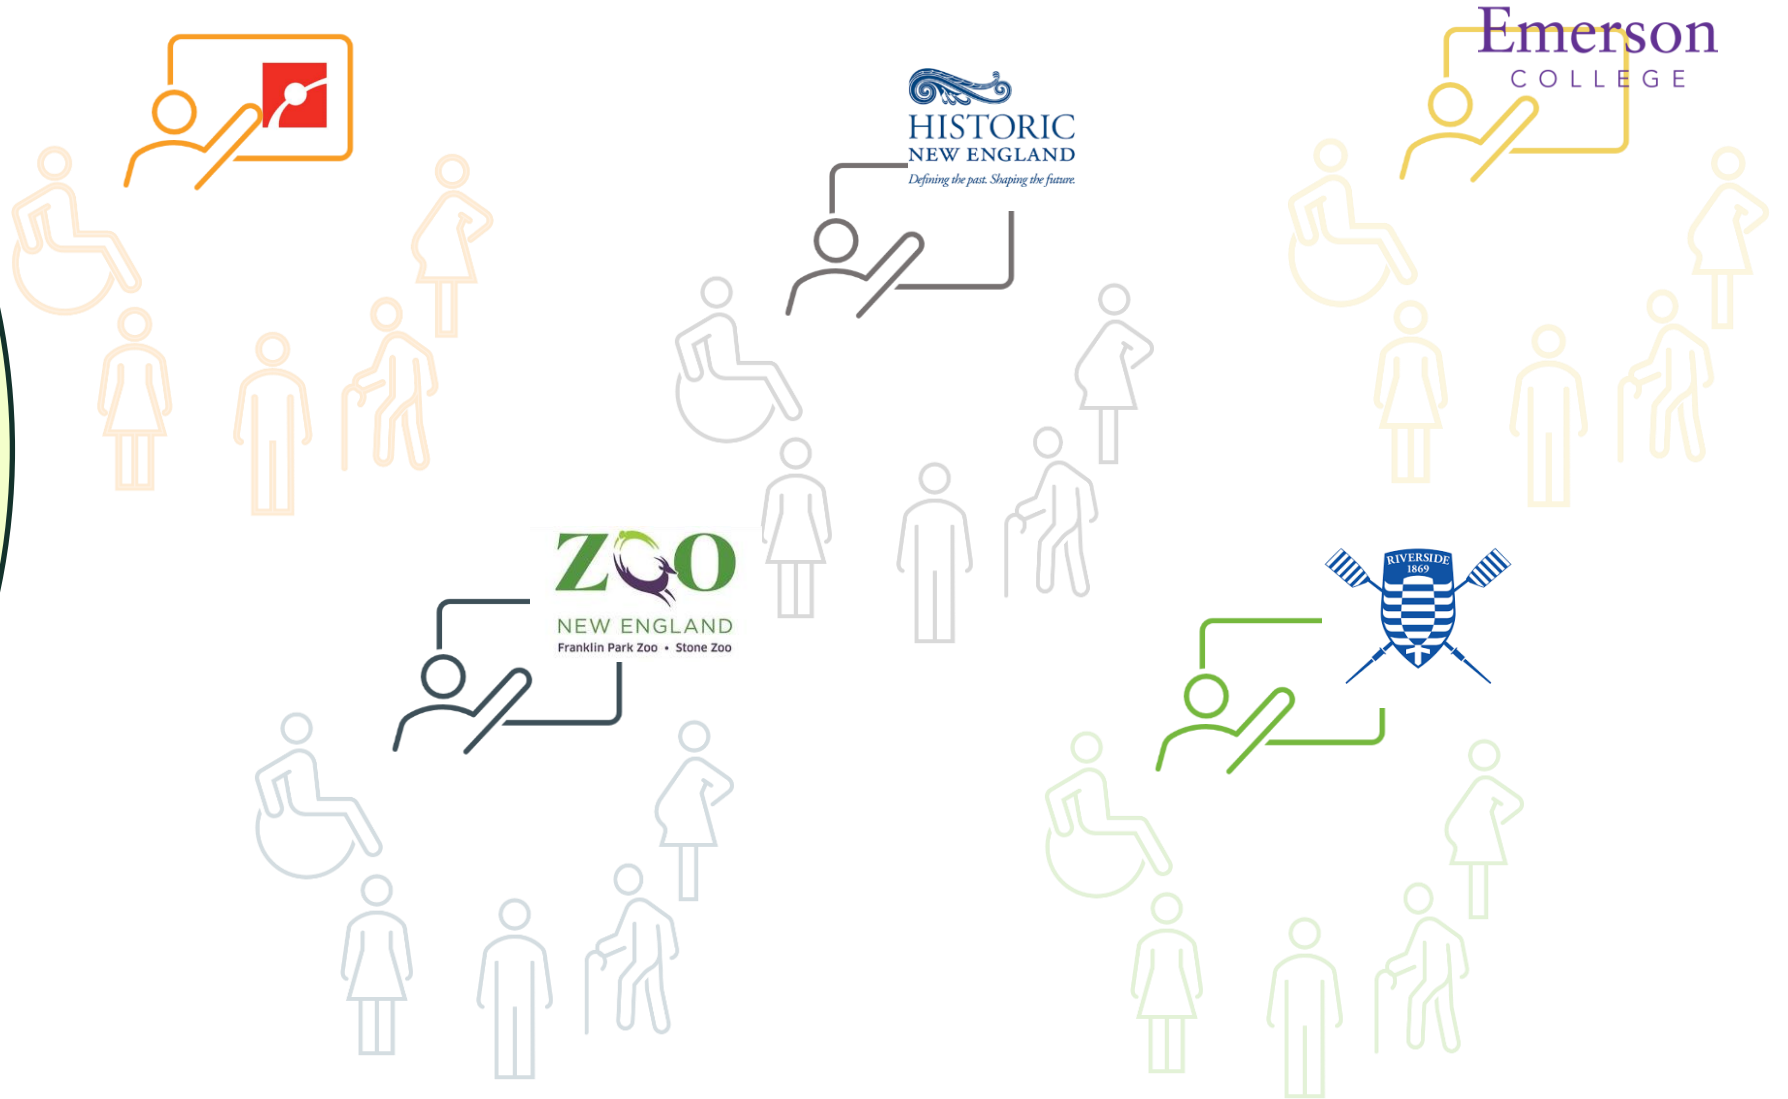 Emerson
COLLEGE
HISTORIC
NEW ENGLAND
Defining the past. Shaping the future.
ZOO
NEW ENGLAND
Franklin Park Zoo • Stone Zoo
RIVERSIDE
1869